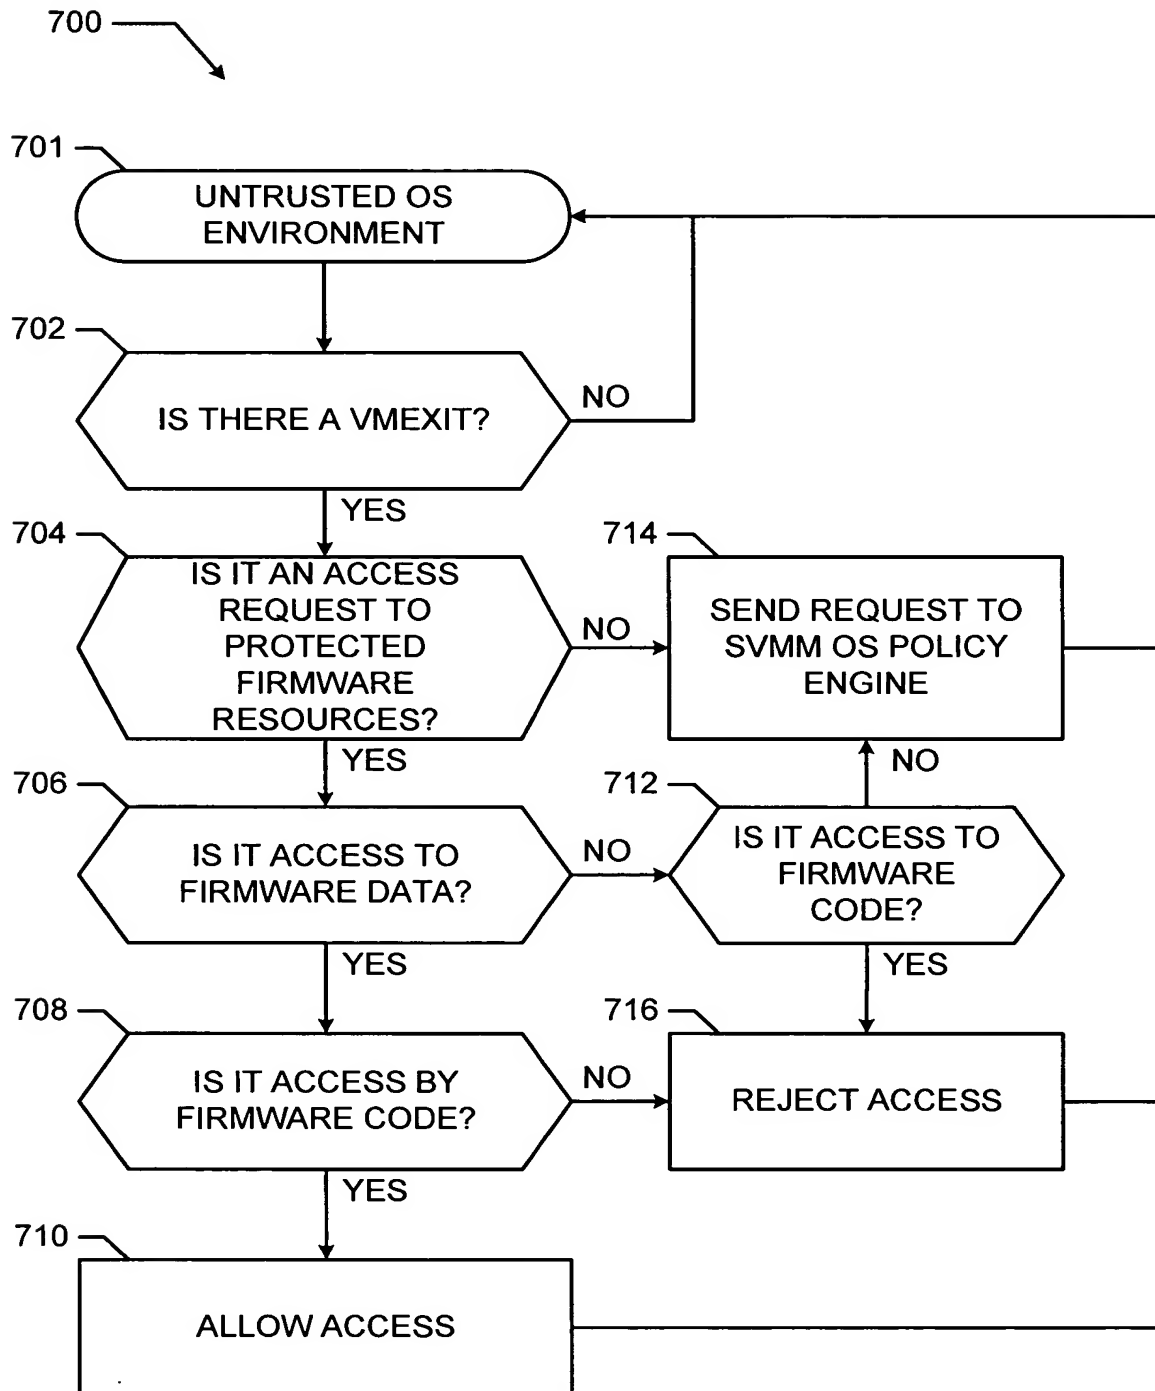 700
701
UNTRUSTED OS
ENVIRONMENT
702
IS THERE A VMEXIT?
NO
YES
704
IS IT AN ACCESS
REQUEST TO
PROTECTED
FIRMWARE
RESOURCES?
NO
714
SEND REQUEST TO
SVMM OS POLICY
ENGINE
YES
NO
706
IS IT ACCESS TO
FIRMWARE DATA?
NO
712
IS IT ACCESS TO
FIRMWARE
CODE?
YES
YES
708
IS IT ACCESS BY
FIRMWARE CODE?
NO
716
REJECT ACCESS
YES
710
ALLOW ACCESS